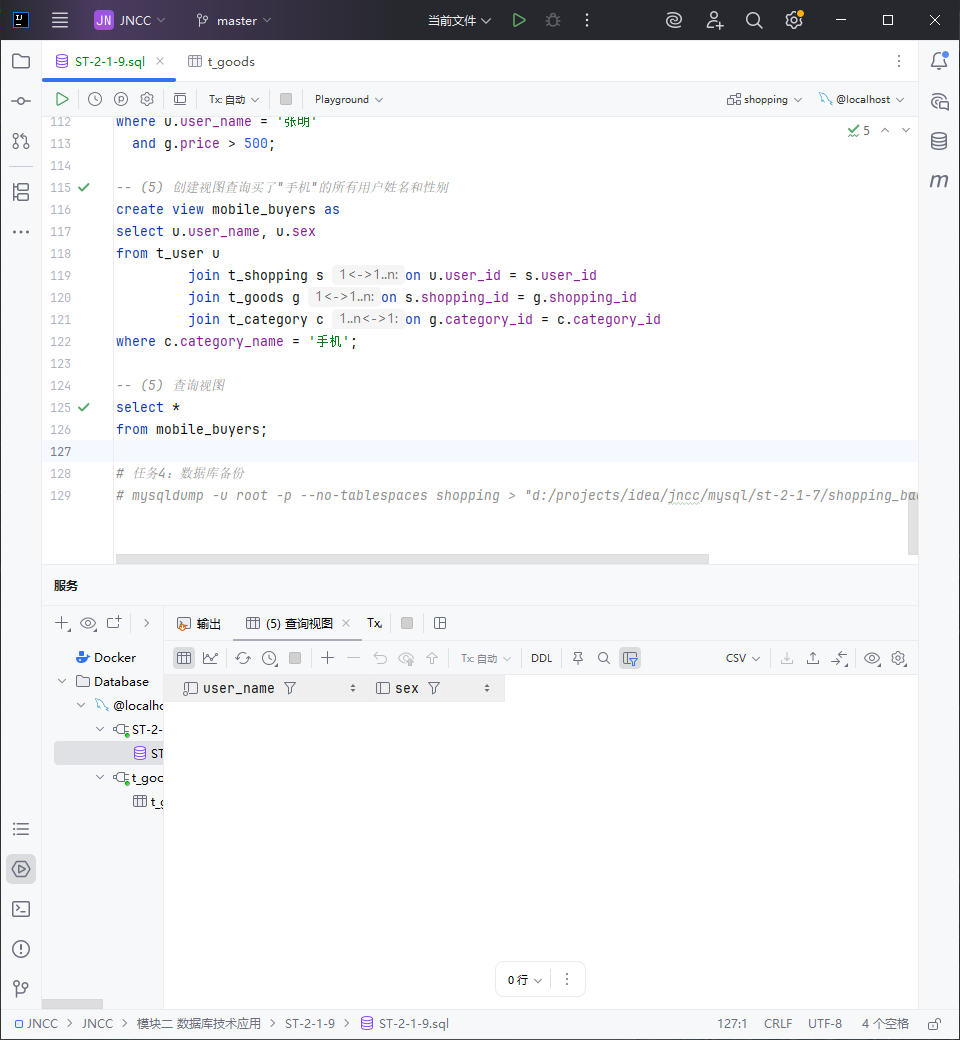 JN JNCC master 当前文件
ST-2-1-9.sql t_goods
Tx: 自动 Playground shopping @localhost
112 where u.user_name = '张明'
5
113 and g.price > 500;
114
115 -- (5) 创建视图查询买了"手机"的所有用户姓名和性别
116 create view mobile_buyers as
117 select u.user_name, u.sex
118 from t_user u
119 join t_shopping s 1<->1..n: on u.user_id = s.user_id
120 join t_goods g 1<->1..n: on s.shopping_id = g.shopping_id
121 join t_category c 1..n<->1: on g.category_id = c.category_id
122 where c.category_name = '手机';
123
124 -- (5) 查询视图
125 select *
126 from mobile_buyers;
127
128 # 任务4: 数据库备份
129 # mysqldump -u root -p --no-tablespaces shopping > "d:/projects/idea/jncc/mysql/st-2-1-7/shopping_bac
服务
输出 (5) 查询视图 Tx
Docker
Tx: 自动 DDL CSV
Database
user_name sex
@localho
ST-2-
ST
t_goo
t_g
0 行
JNCC > JNCC > 模块二 数据库技术应用 > ST-2-1-9 > ST-2-1-9.sql 127:1 CRLF UTF-8 4 个空格